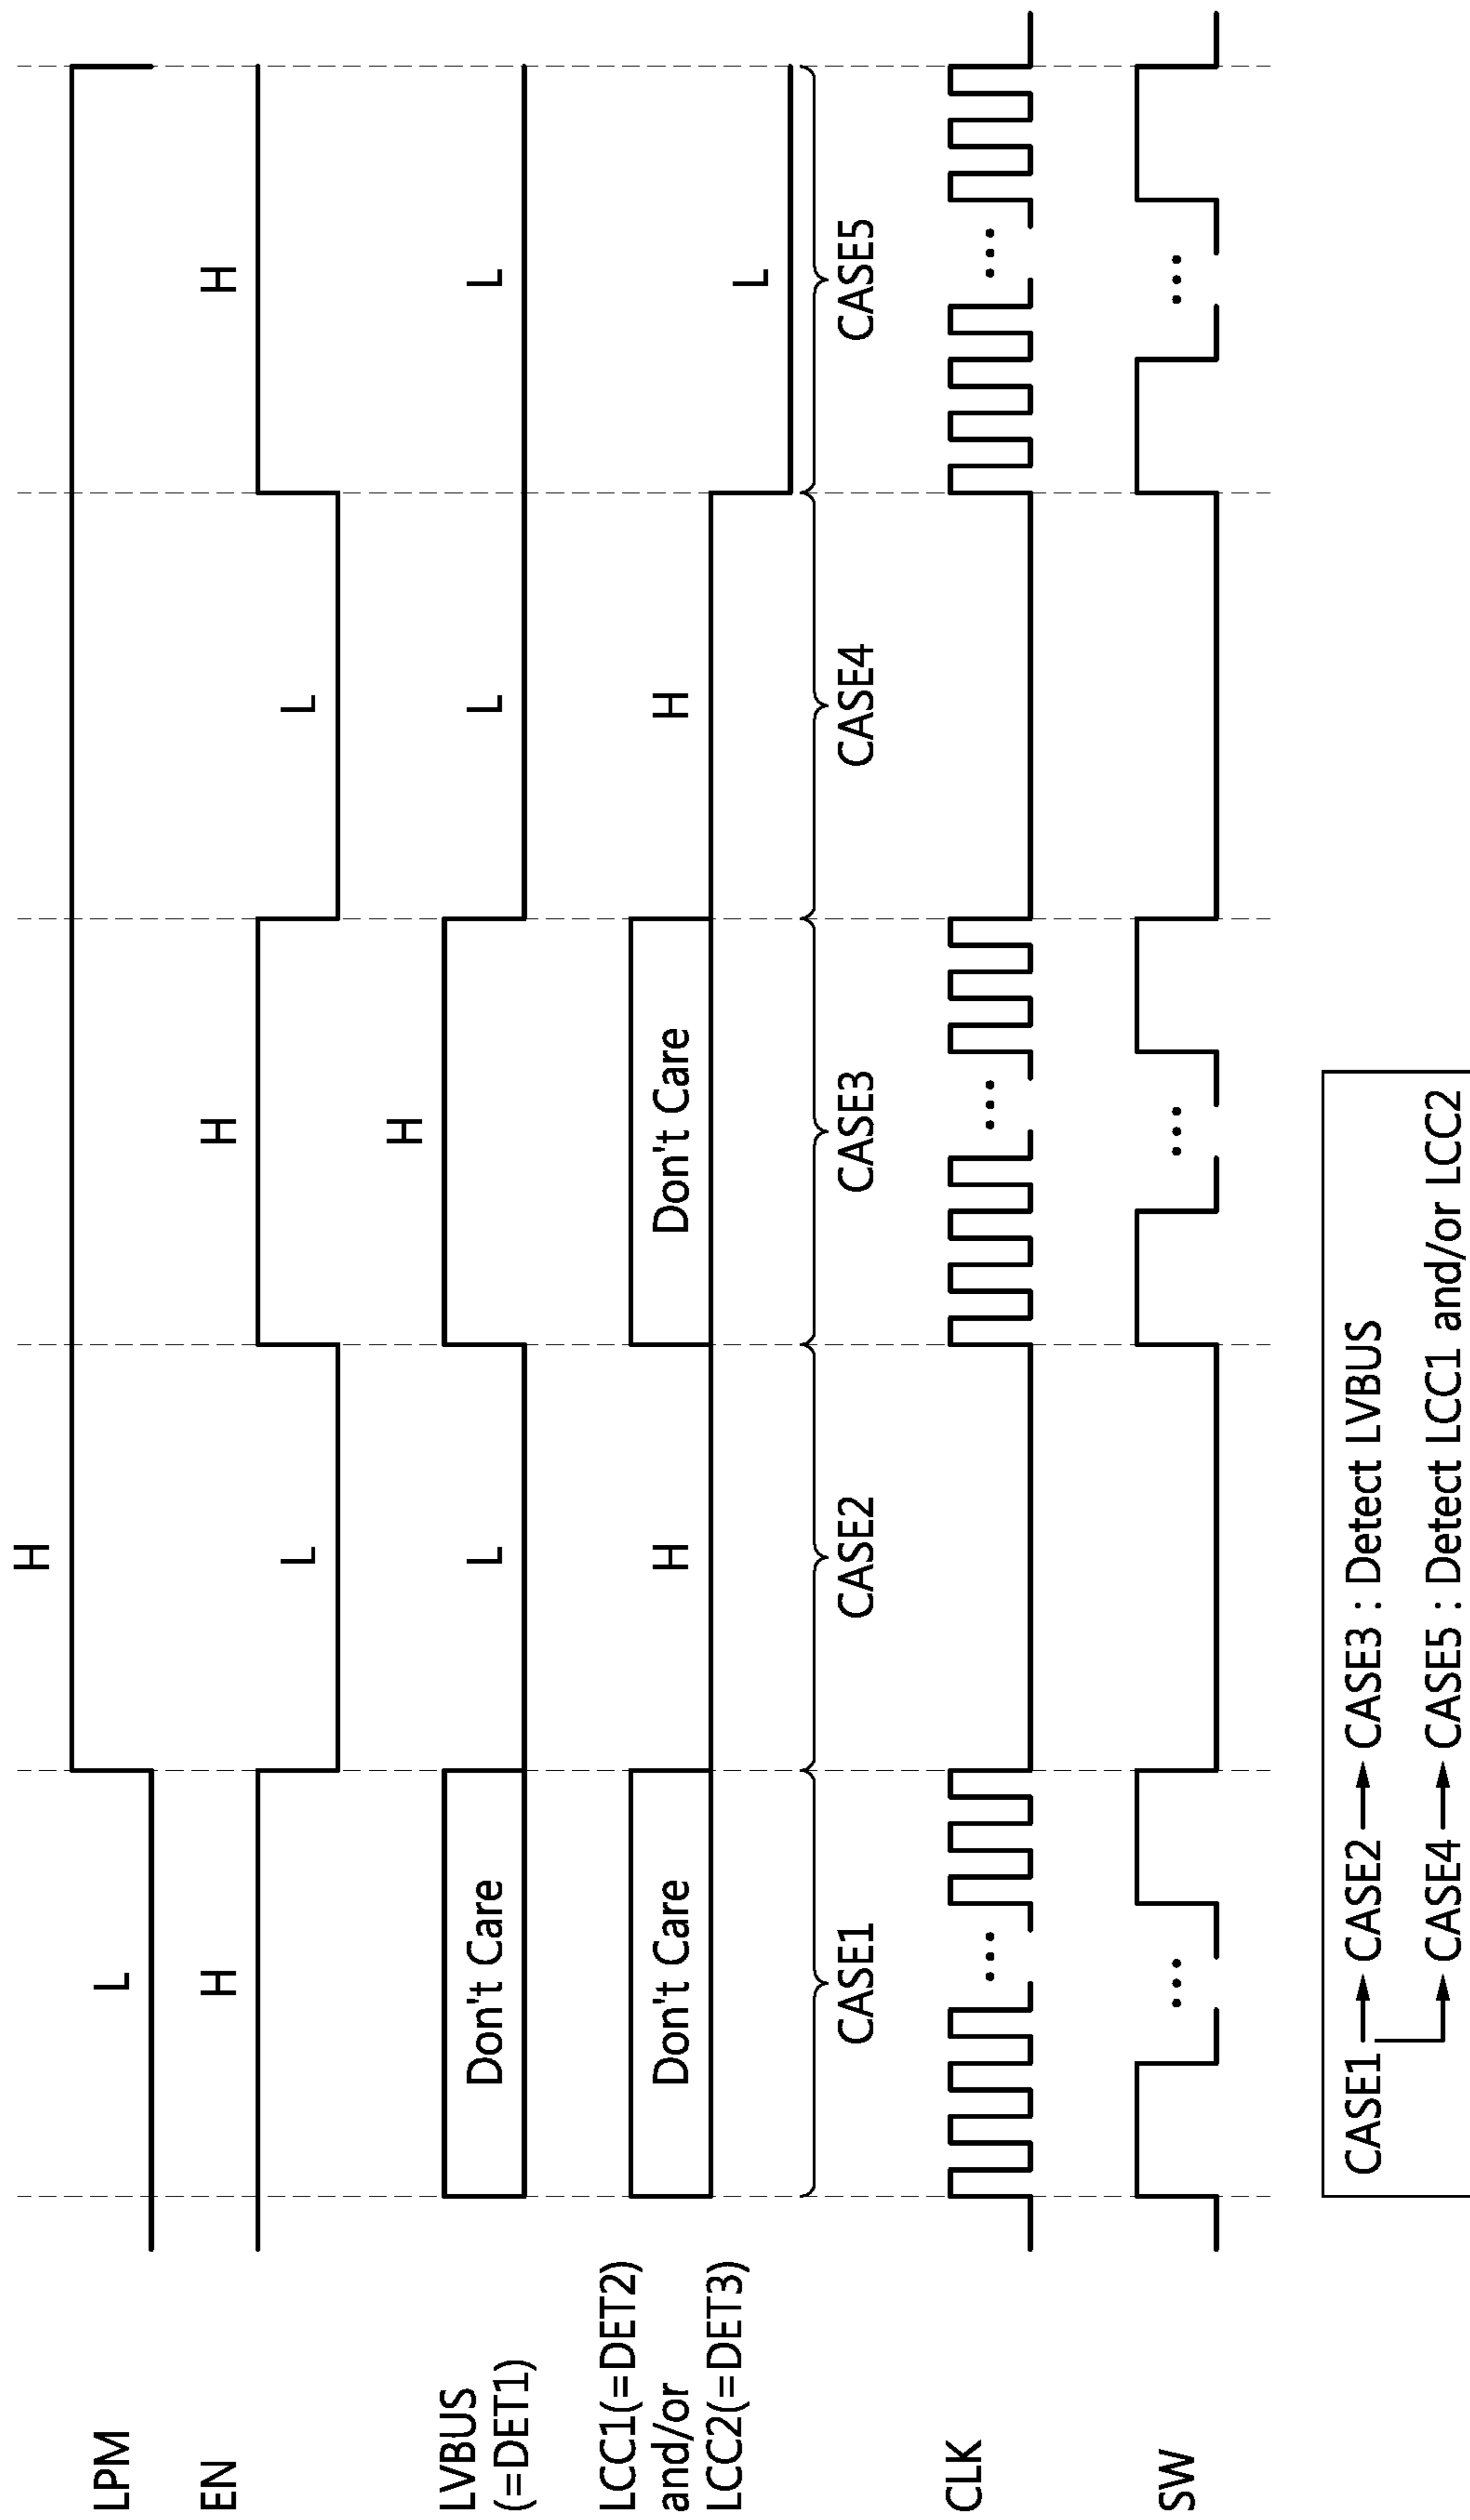 LPM
L
H
EN
H
L
H
L
H
LVBUS
(=DET1)
Don't Care
L
H
L
L
LCC1(=DET2)
and/or
LCC2(=DET3)
Don't Care
H
Don't Care
H
L
CASE1
CASE2
CASE3
CASE4
CASE5
CLK
...
...
...
SW
...
...
...
CASE1 → CASE2 → CASE3 : Detect LVBUS
CASE4 → CASE5 : Detect LCC1 and/or LCC2